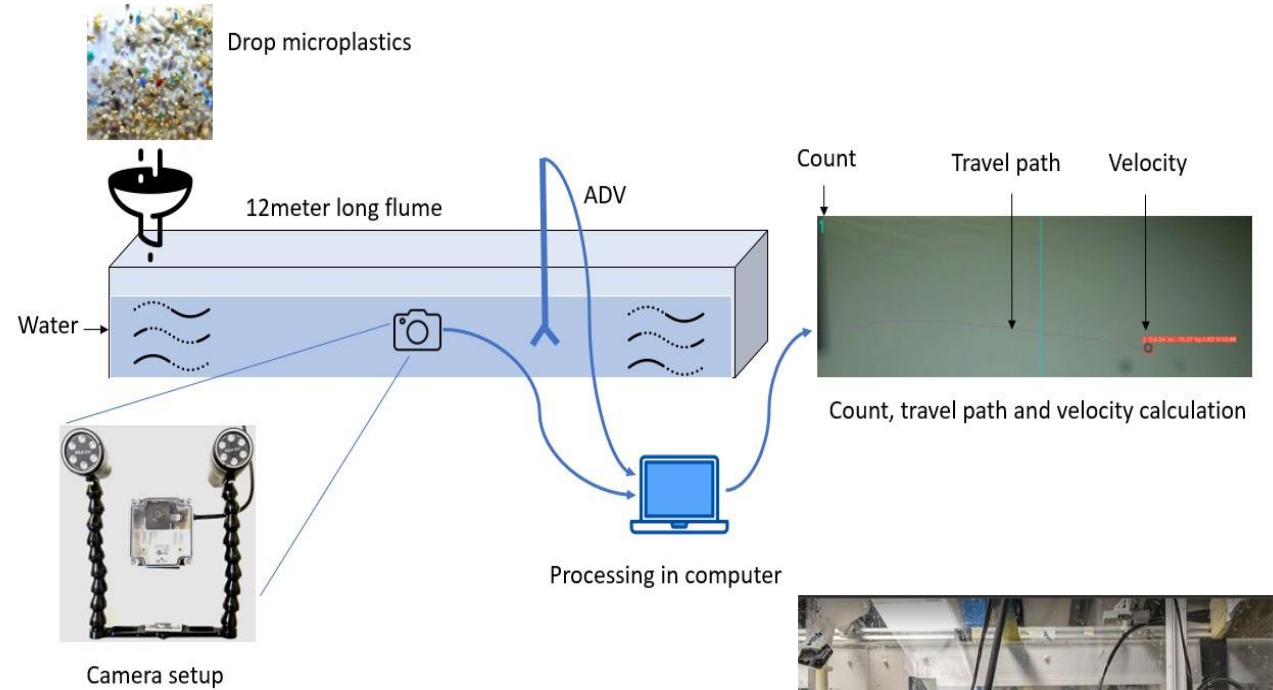 Drop microplastics
12meter long flume
ADV
Water
Count
Travel path
Velocity
1
Count, travel path and velocity calculation
Processing in computer
Camera setup